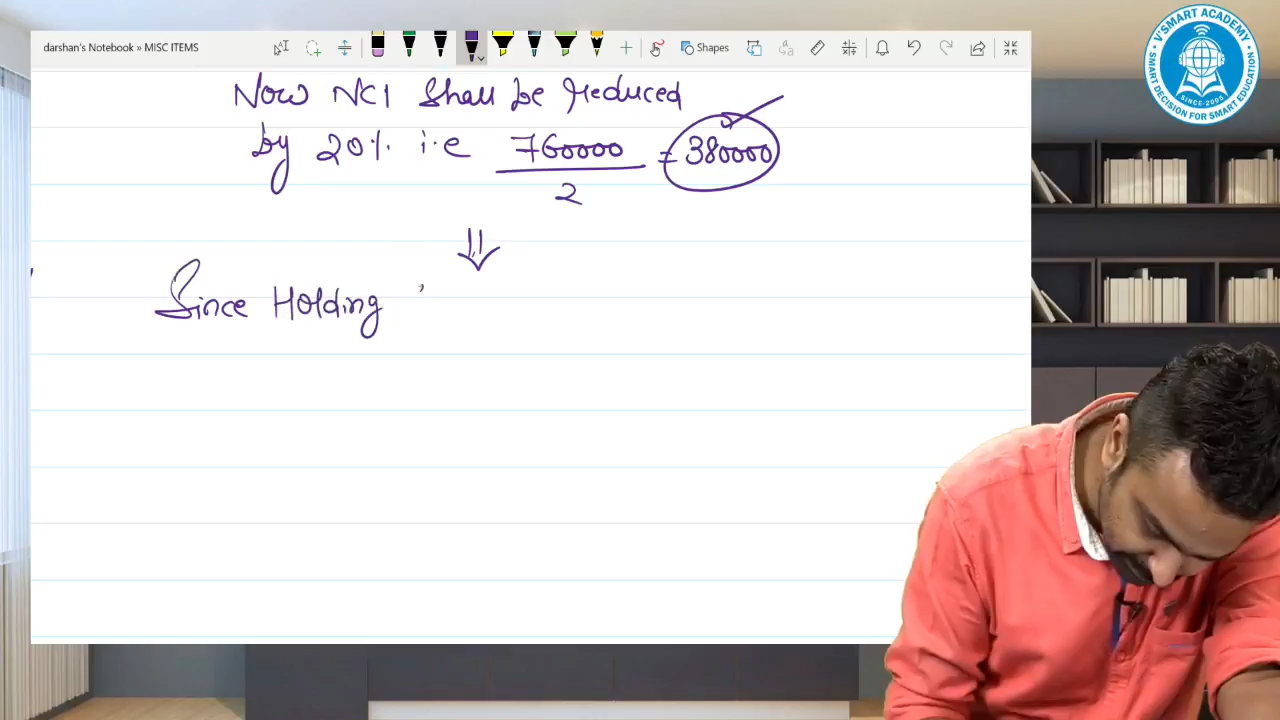 darshan's Notebook » MISC ITEMS
Shapes
V'SMART ACADEMY
SINCE-2005
SMART DECISION FOR SMART EDUCATION
Now NCI Shall be reduced
by 20% i.e 760000 = 380000
2
Since Holding